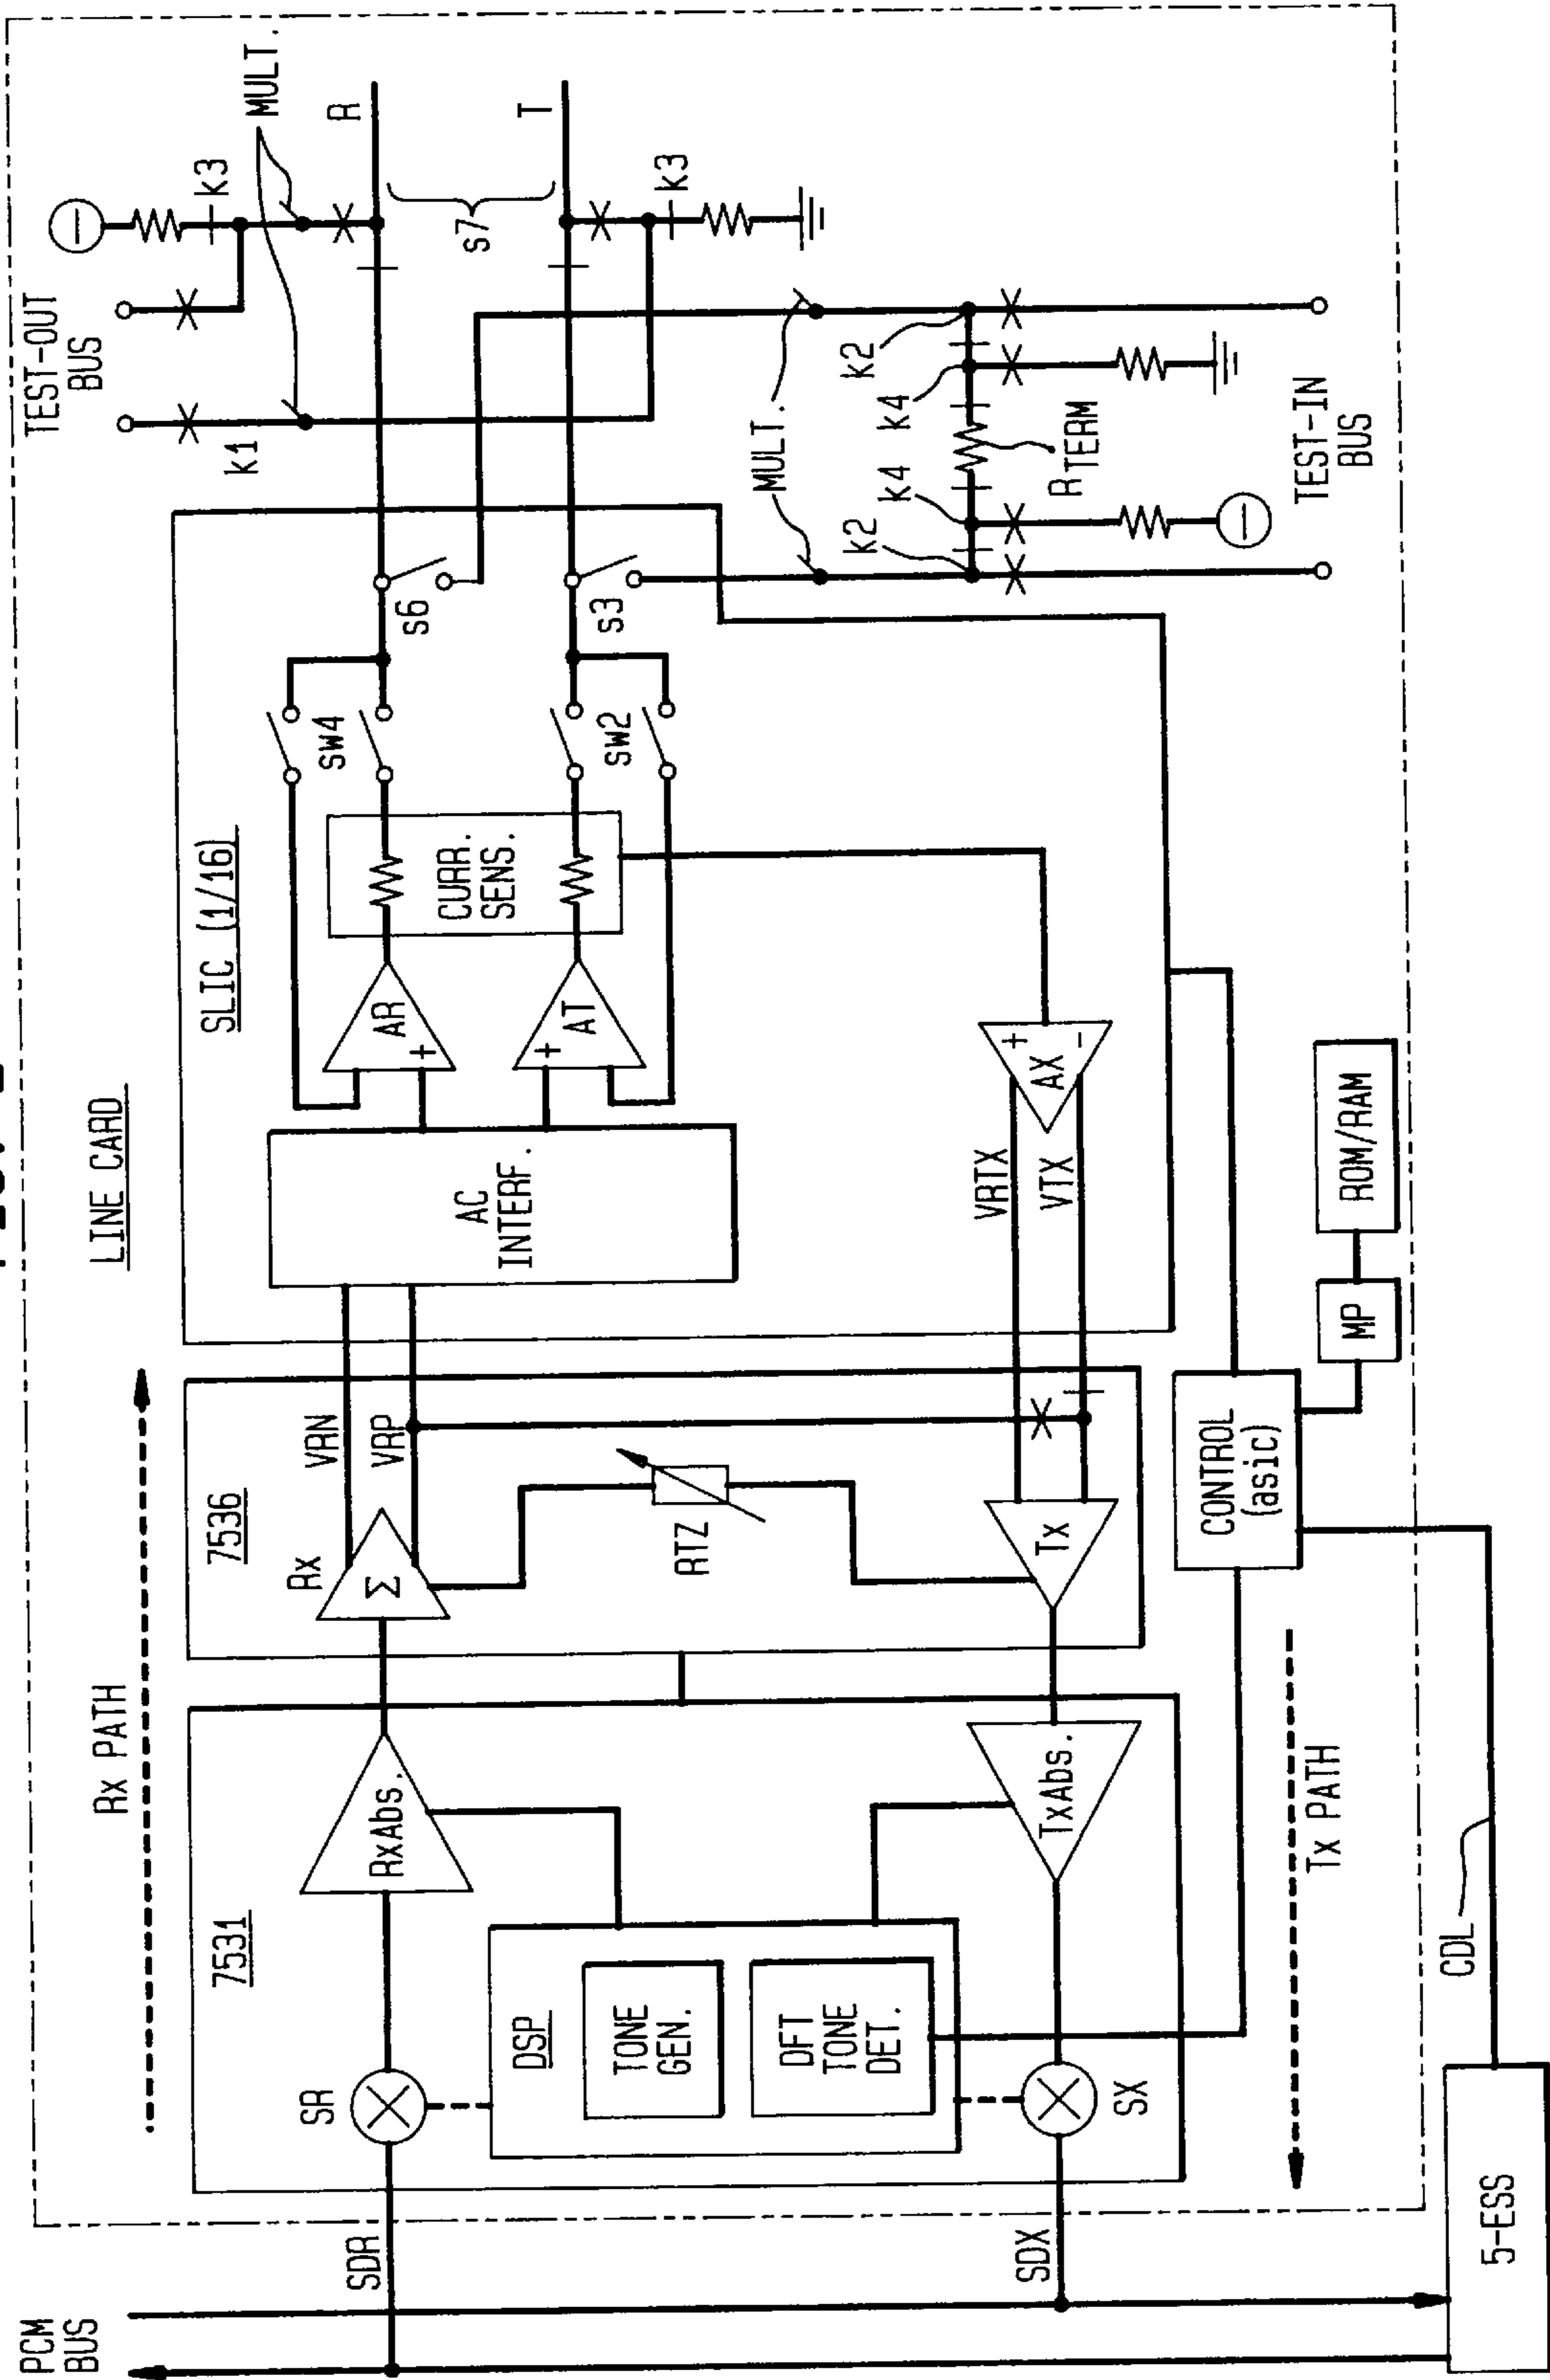 LINE CARD
PCM
BUS
SDR
SDX
5-ESS
CDL
Rx PATH
Tx PATH
7531
SR
RxAbs.
DSP
TONE
GEN.
DFT
TONE
DET.
SX
TxAbs.
7536
Rx
Σ
VRN
VRP
RTZ
Tx
CONTROL
(asic)
MP
ROM/RAM
SLIC (1/16)
AC
INTERF.
AR
+
AT
+
CURR.
SENS.
VRTX
VTX
AX
+
-
sw4
sw2
s6
s3
TEST-OUT
BUS
k1
k3
MULT.
R
s7
T
k3
MULT.
k2
k4
k4
k2
RTERM
TEST-IN
BUS